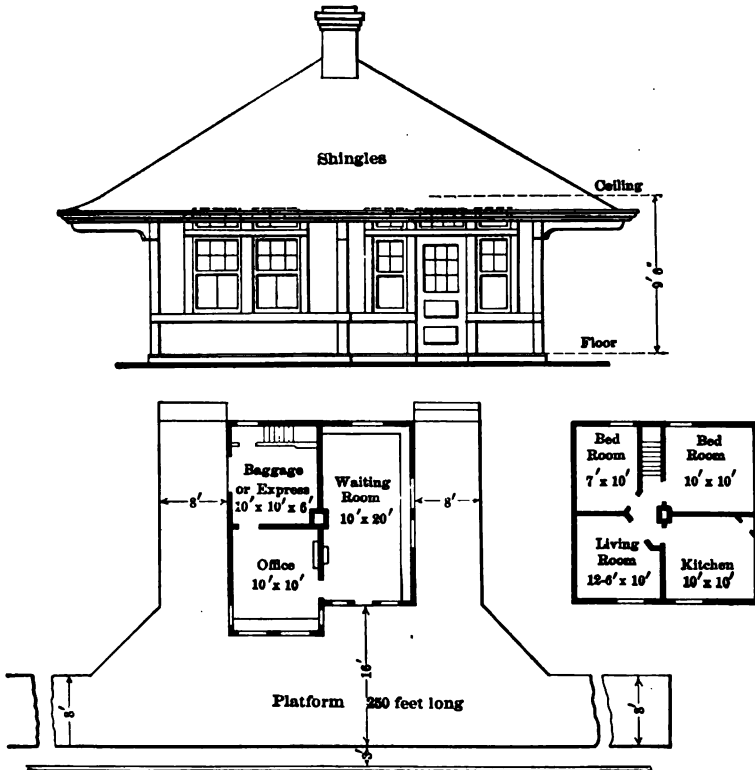 Shingles
Ceiling
9'6"
Floor
Baggage
or Express
10' x 10' x 6'
Waiting
Room
10' x 20'
8'
8'
Office
10' x 10'
Bed
Room
7' x 10'
Bed
Room
10' x 10'
Living
Room
12-6' x 10'
Kitchen
10' x 10'
16'
8'
Platform 250 feet long
8'
3'